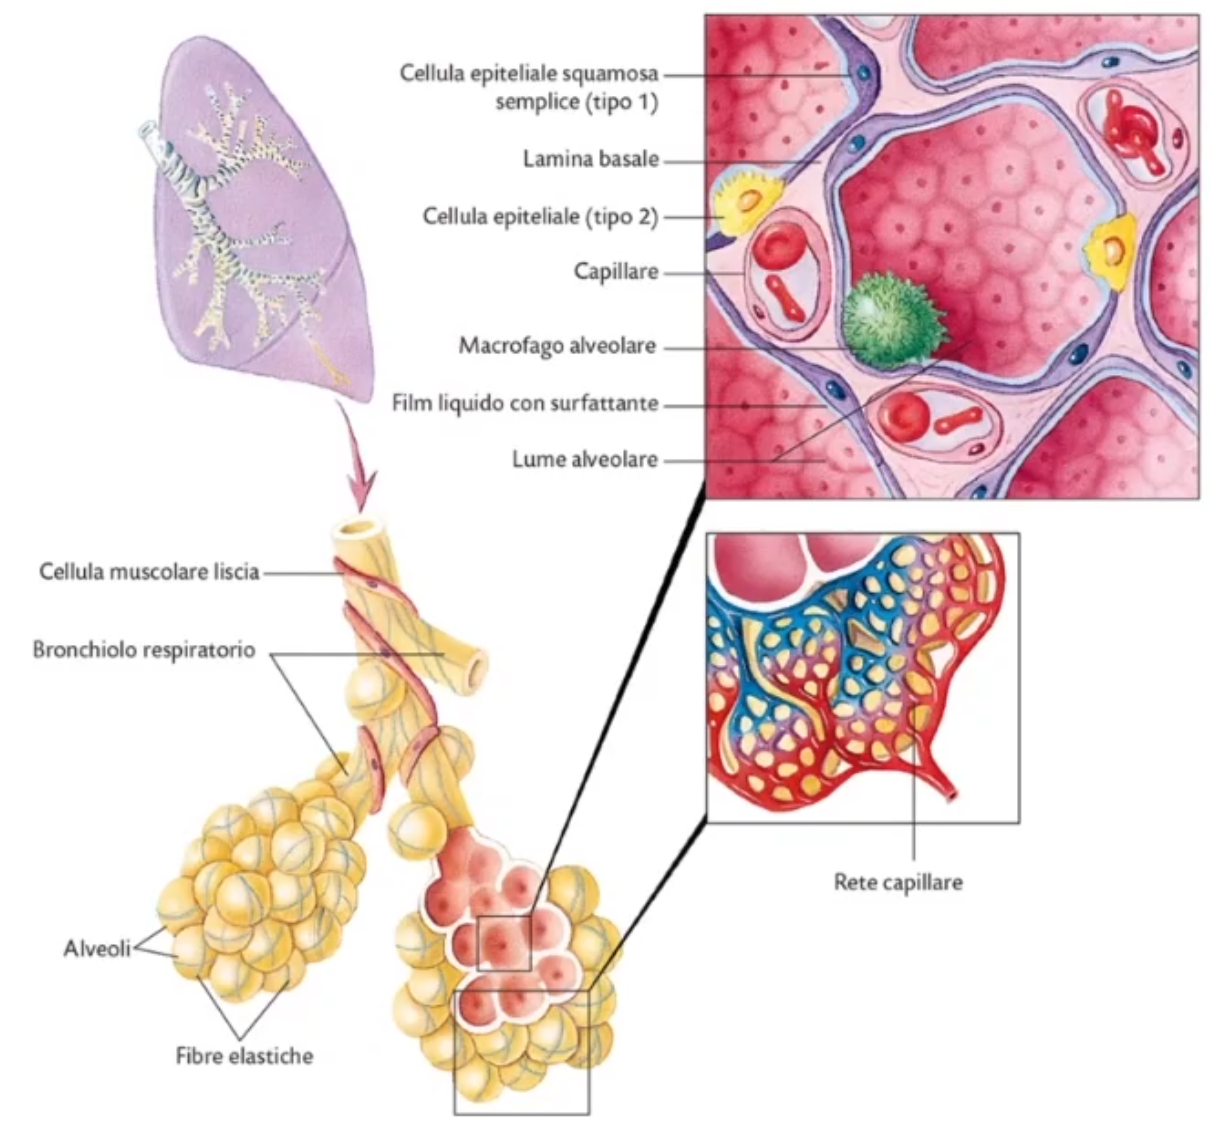 Cellula epiteliale squamosa
semplice (tipo 1)
Lamina basale
Cellula epiteliale (tipo 2)
Capillare
Macrofago alveolare
Film liquido con surfattante
Lume alveolare
Cellula muscolare liscia
Bronchiolo respiratorio
Rete capillare
Alveoli
Fibre elastiche